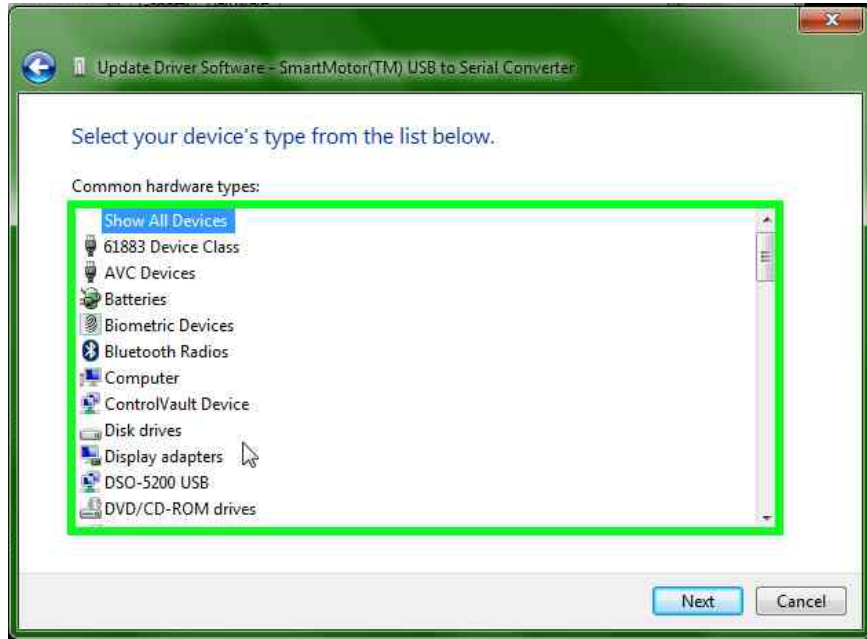 Update Driver Software - SmartMotor(TM) USB to Serial Converter
Select your device's type from the list below.
Common hardware types:
Show All Devices
61883 Device Class
AVC Devices
Batteries
Biometric Devices
Bluetooth Radios
Computer
ControlVault Device
Disk drives
Display adapters
DSO-5200 USB
DVD/CD-ROM drives
Next Cancel